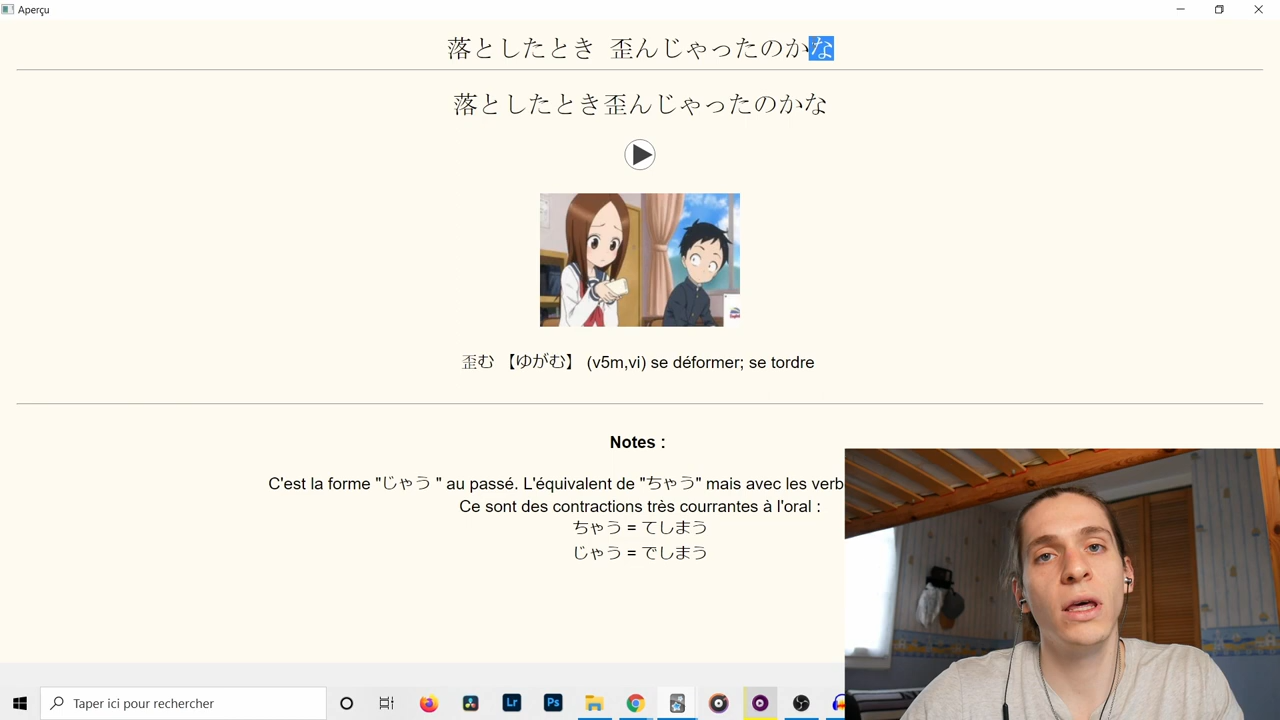 Aperçu
落としたとき 歪んじゃったのかな
落としたとき歪んじゃったのかな
歪む 【ゆがむ】 (v5m,vi) se déformer; se tordre
Notes :
C'est la forme "じゃう " au passé. L'équivalent de "ちゃう" mais avec les verb
Ce sont des contractions très courrantes à l'oral :
ちゃう = てしまう
じゃう = でしまう
Lr
Ps
Taper ici pour rechercher